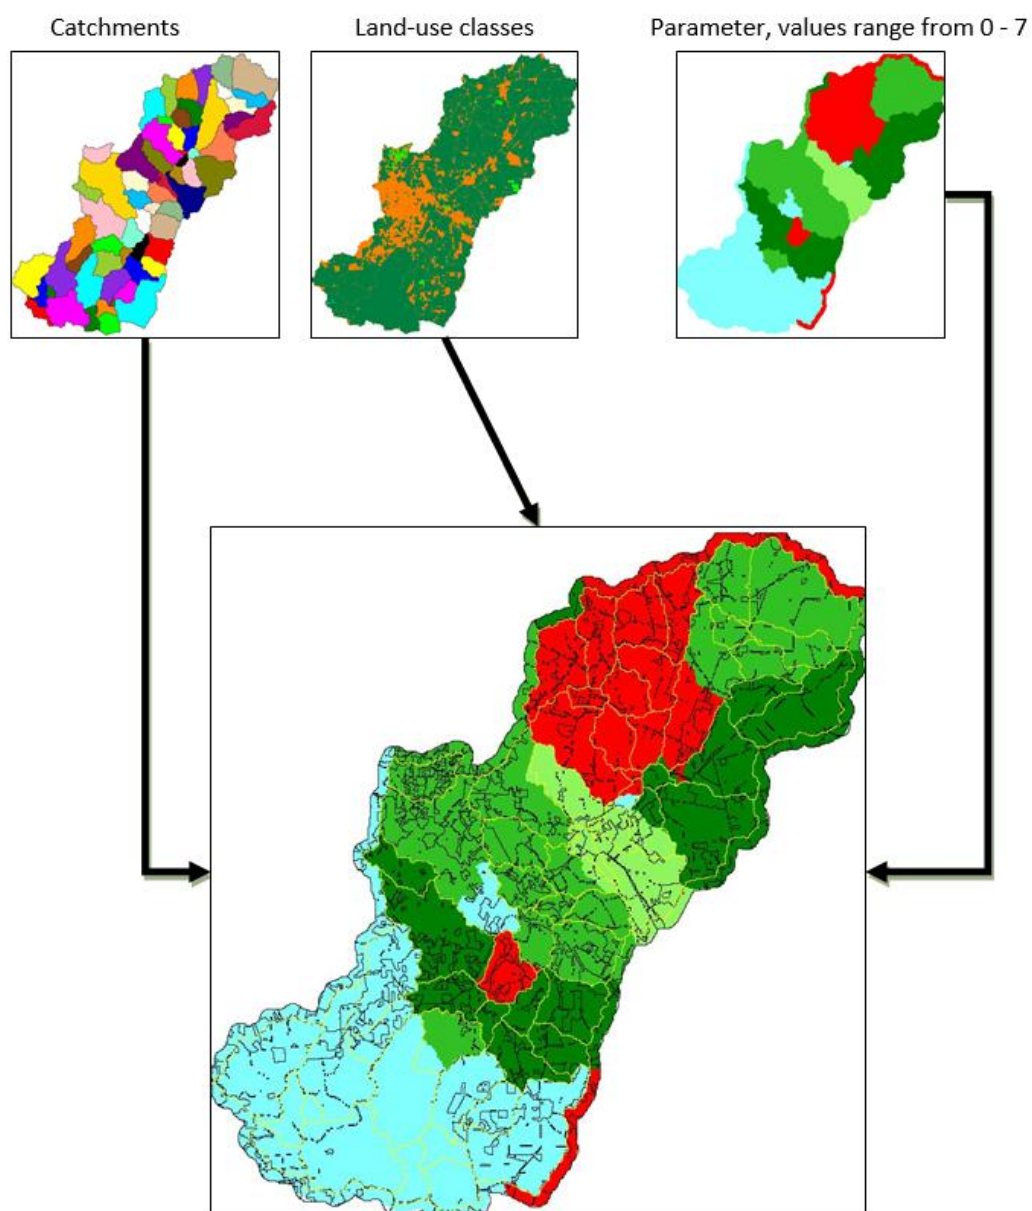 Catchments
Land-use classes
Parameter, values range from 0 - 7